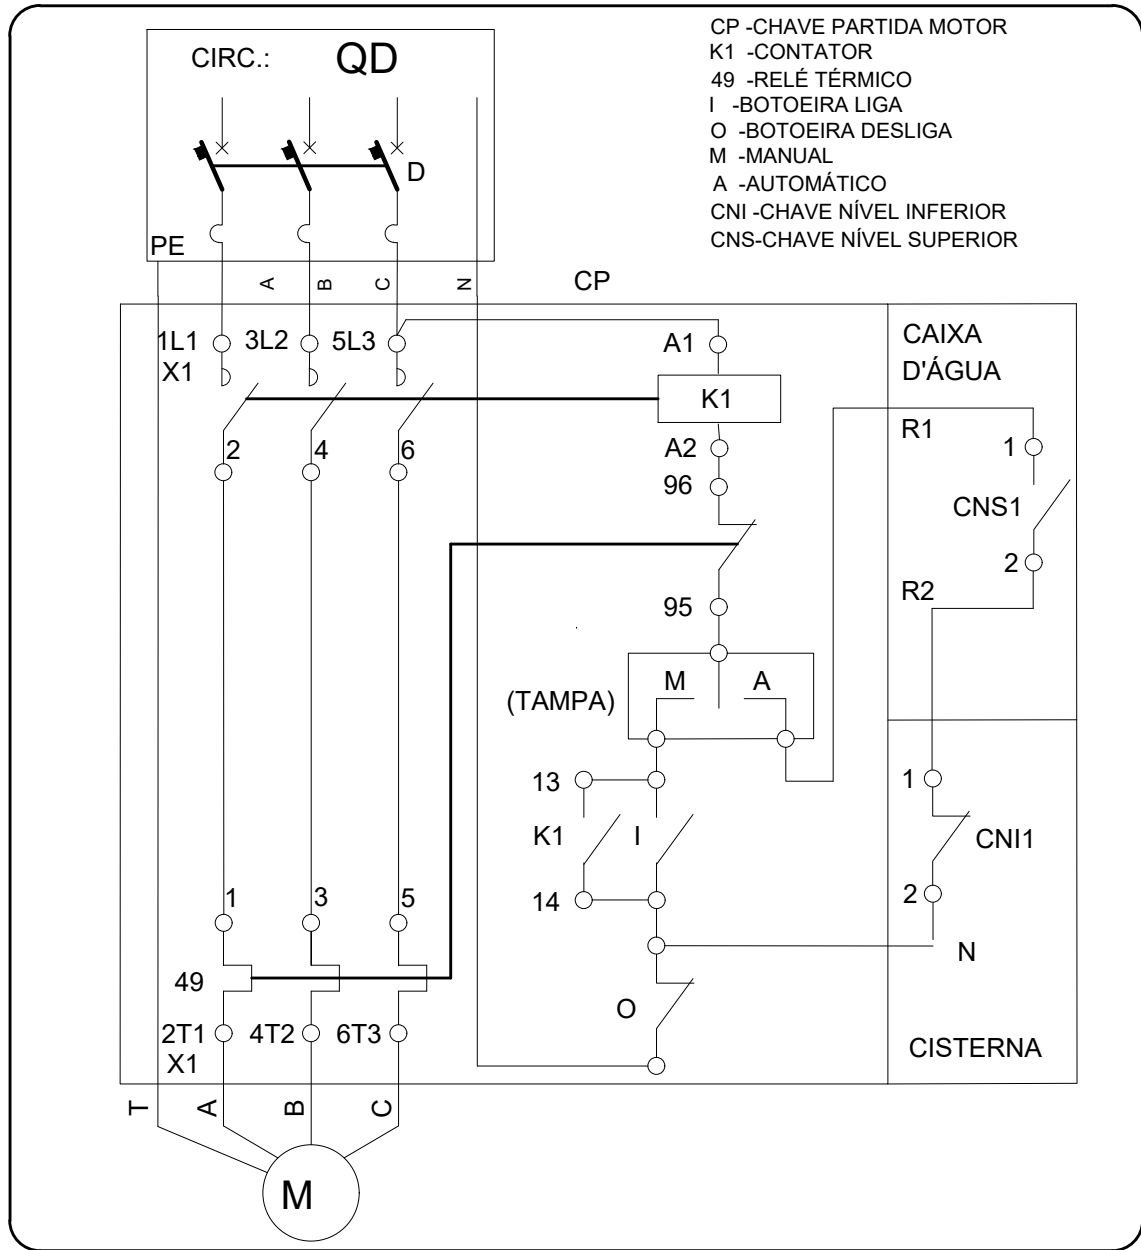 CP -CHAVE PARTIDA MOTOR
K1 -CONTATOR
49 -RELÉ TÉRMICO
I -BOTOEIRA LIGA
O -BOTOEIRA DESLIGA
M -MANUAL
A -AUTOMÁTICO
CNI -CHAVE NÍVEL INFERIOR
CNS-CHAVE NÍVEL SUPERIOR
CIRC.: QD
D
PE
A B C N
CP
1L1 3L2 5L3
X1
A1
K1
A2
96
95
CAIXA
D'ÁGUA
R1
1
CNS1
2
R2
2 4 6
(TAMPA)
M A
13
K1 I
14
1
CNI1
2
N
1 3 5
49
O
2T1 4T2 6T3
X1
CISTERNA
T A B C
M